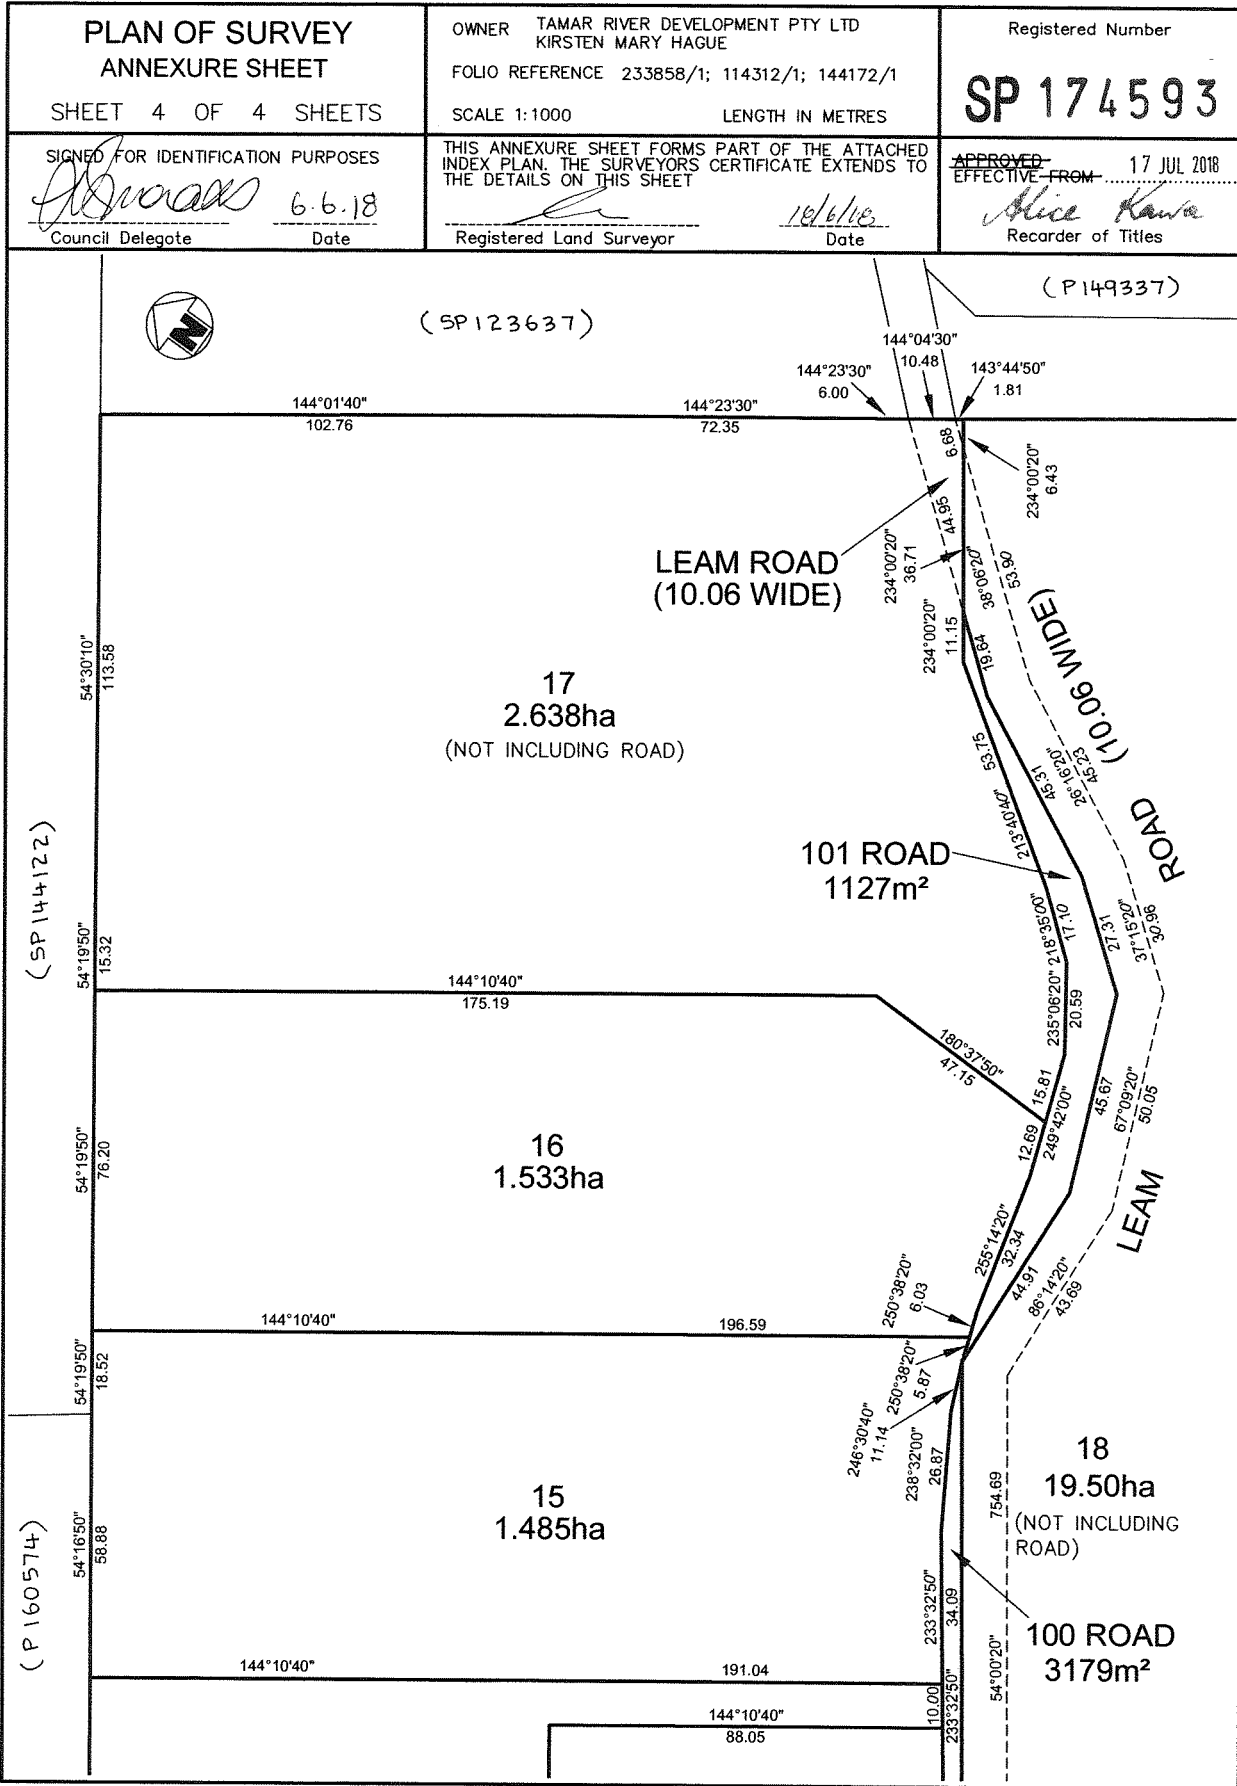 PLAN OF SURVEY
ANNEXURE SHEET
SHEET 4 OF 4 SHEETS
OWNER TAMAR RIVER DEVELOPMENT PTY LTD
KIRSTEN MARY HAGUE
FOLIO REFERENCE 233858/1; 114312/1; 144172/1
SCALE 1:1000 LENGTH IN METRES
Registered Number
SP 174593
SIGNED FOR IDENTIFICATION PURPOSES
6.6.18
Council Delegate Date
THIS ANNEXURE SHEET FORMS PART OF THE ATTACHED
INDEX PLAN. THE SURVEYORS CERTIFICATE EXTENDS TO
THE DETAILS ON THIS SHEET
18/6/18
Registered Land Surveyor Date
APPROVED
EFFECTIVE FROM 17 JUL 2018
Alice Kawa
Recorder of Titles
(P149337)
N
(SP123637)
144°04'30"
10.48
144°23'30"
6.00
143°44'50"
1.81
144°01'40"
102.76
144°23'30"
72.35
6.68
234°00'20"
6.43
44.95
LEAM ROAD
(10.06 WIDE)
234°00'20"
36.71
38°06'20"
53.90
234°00'20"
11.15
19.64
ROAD (10.06 WIDE)
54°30'10"
113.58
17
2.638ha
(NOT INCLUDING ROAD)
53.75
213°40'40"
45.31
26°16'20"
45.23
101 ROAD
1127m²
(SP144122)
54°19'50"
15.32
218°35'00"
17.10
27.31
37°15'20"
30.96
144°10'40"
175.19
235°06'20"
20.59
180°37'50"
47.15
15.81
249°42'00"
12.69
45.67
67°09'20"
50.05
54°19'50"
76.20
16
1.533ha
LEAM
255°14'20"
32.34
44.91
86°14'20"
43.69
250°38'20"
6.03
144°10'40"
196.59
54°19'50"
18.52
250°38'20"
5.87
246°30'40"
11.14
238°32'00"
26.87
18
19.50ha
(NOT INCLUDING
ROAD)
754.69
54°00'20"
15
1.485ha
(P160574)
54°16'50"
58.88
233°32'50"
34.09
100 ROAD
3179m²
144°10'40"
191.04
10.00
233°32'50"
144°10'40"
88.05